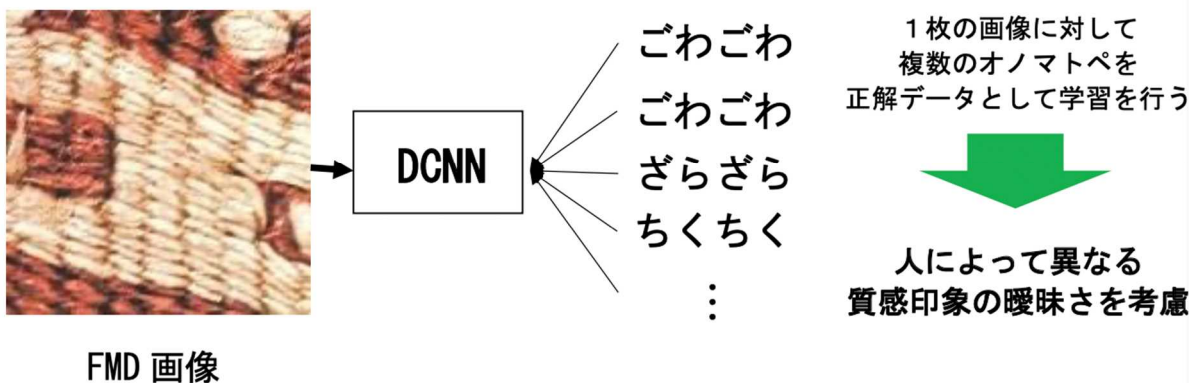 FMD 画像
DCNN
ごわごわ
ごわごわ
ざらざら
ちくちく
⋮
1枚の画像に対して
複数のオノマトペを
正解データとして学習を行う
人によって異なる
質感印象の曖昧さを考慮